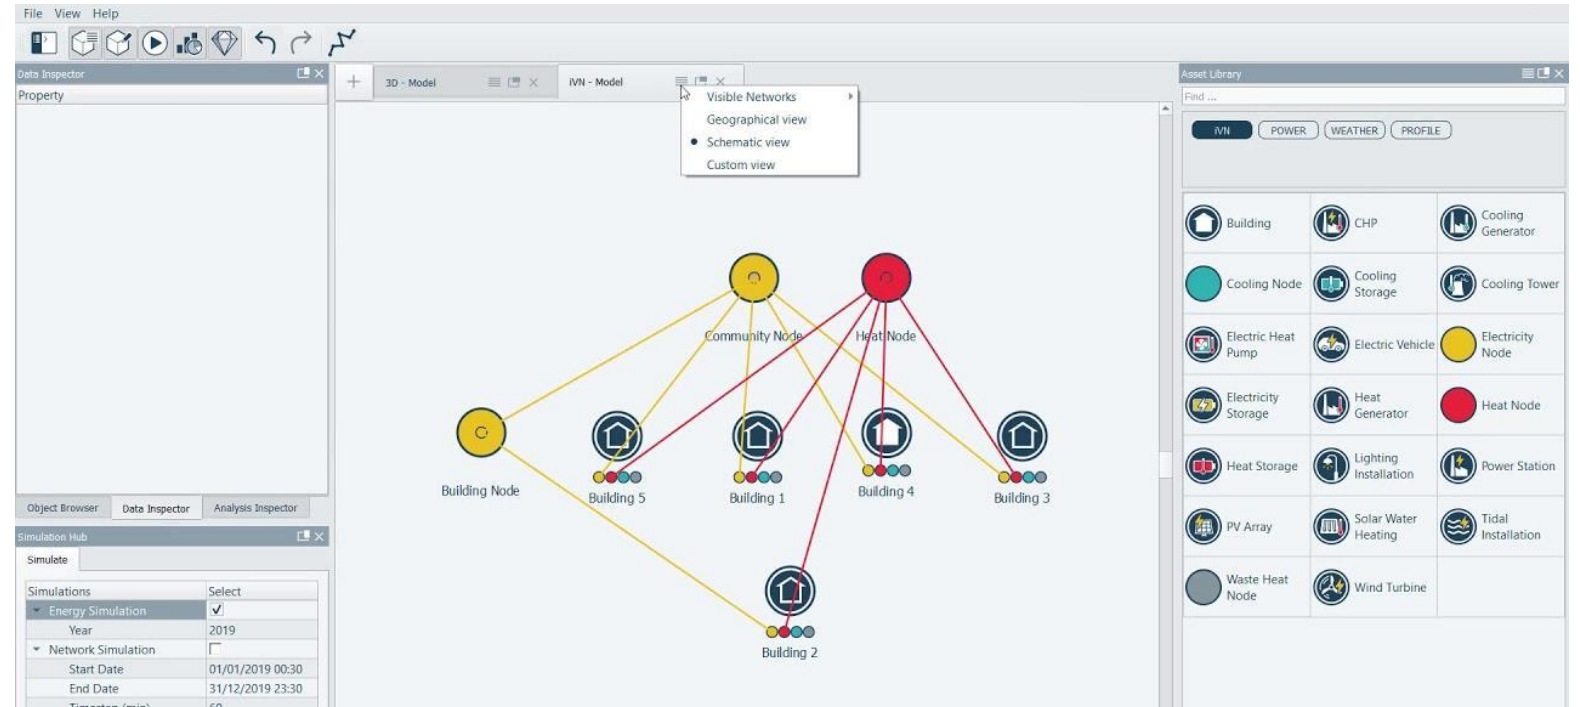 File View Help
Data Inspector
Property
3D - Model
iVN - Model
Visible Networks
Geographical view
Schematic view
Custom view
Community Node
Heat Node
Building Node
Building 5
Building 1
Building 4
Building 3
Building 2
Object Browser Data Inspector Analysis Inspector
Simulation Hub
Simulate
Simulations Select
Energy Simulation
Year 2019
Network Simulation
Start Date 01/01/2019 00:30
End Date 31/12/2019 23:30
Timestep (min) 60
Asset Library
Find ...
iVN POWER WEATHER PROFILE
Building
CHP
Cooling
Generator
Cooling Node
Cooling
Storage
Cooling Tower
Electric Heat
Pump
Electric Vehicle
Electricity
Node
Electricity
Storage
Heat
Generator
Heat Node
Heat Storage
Lighting
Installation
Power Station
PV Array
Solar Water
Heating
Tidal
Installation
Waste Heat
Node
Wind Turbine